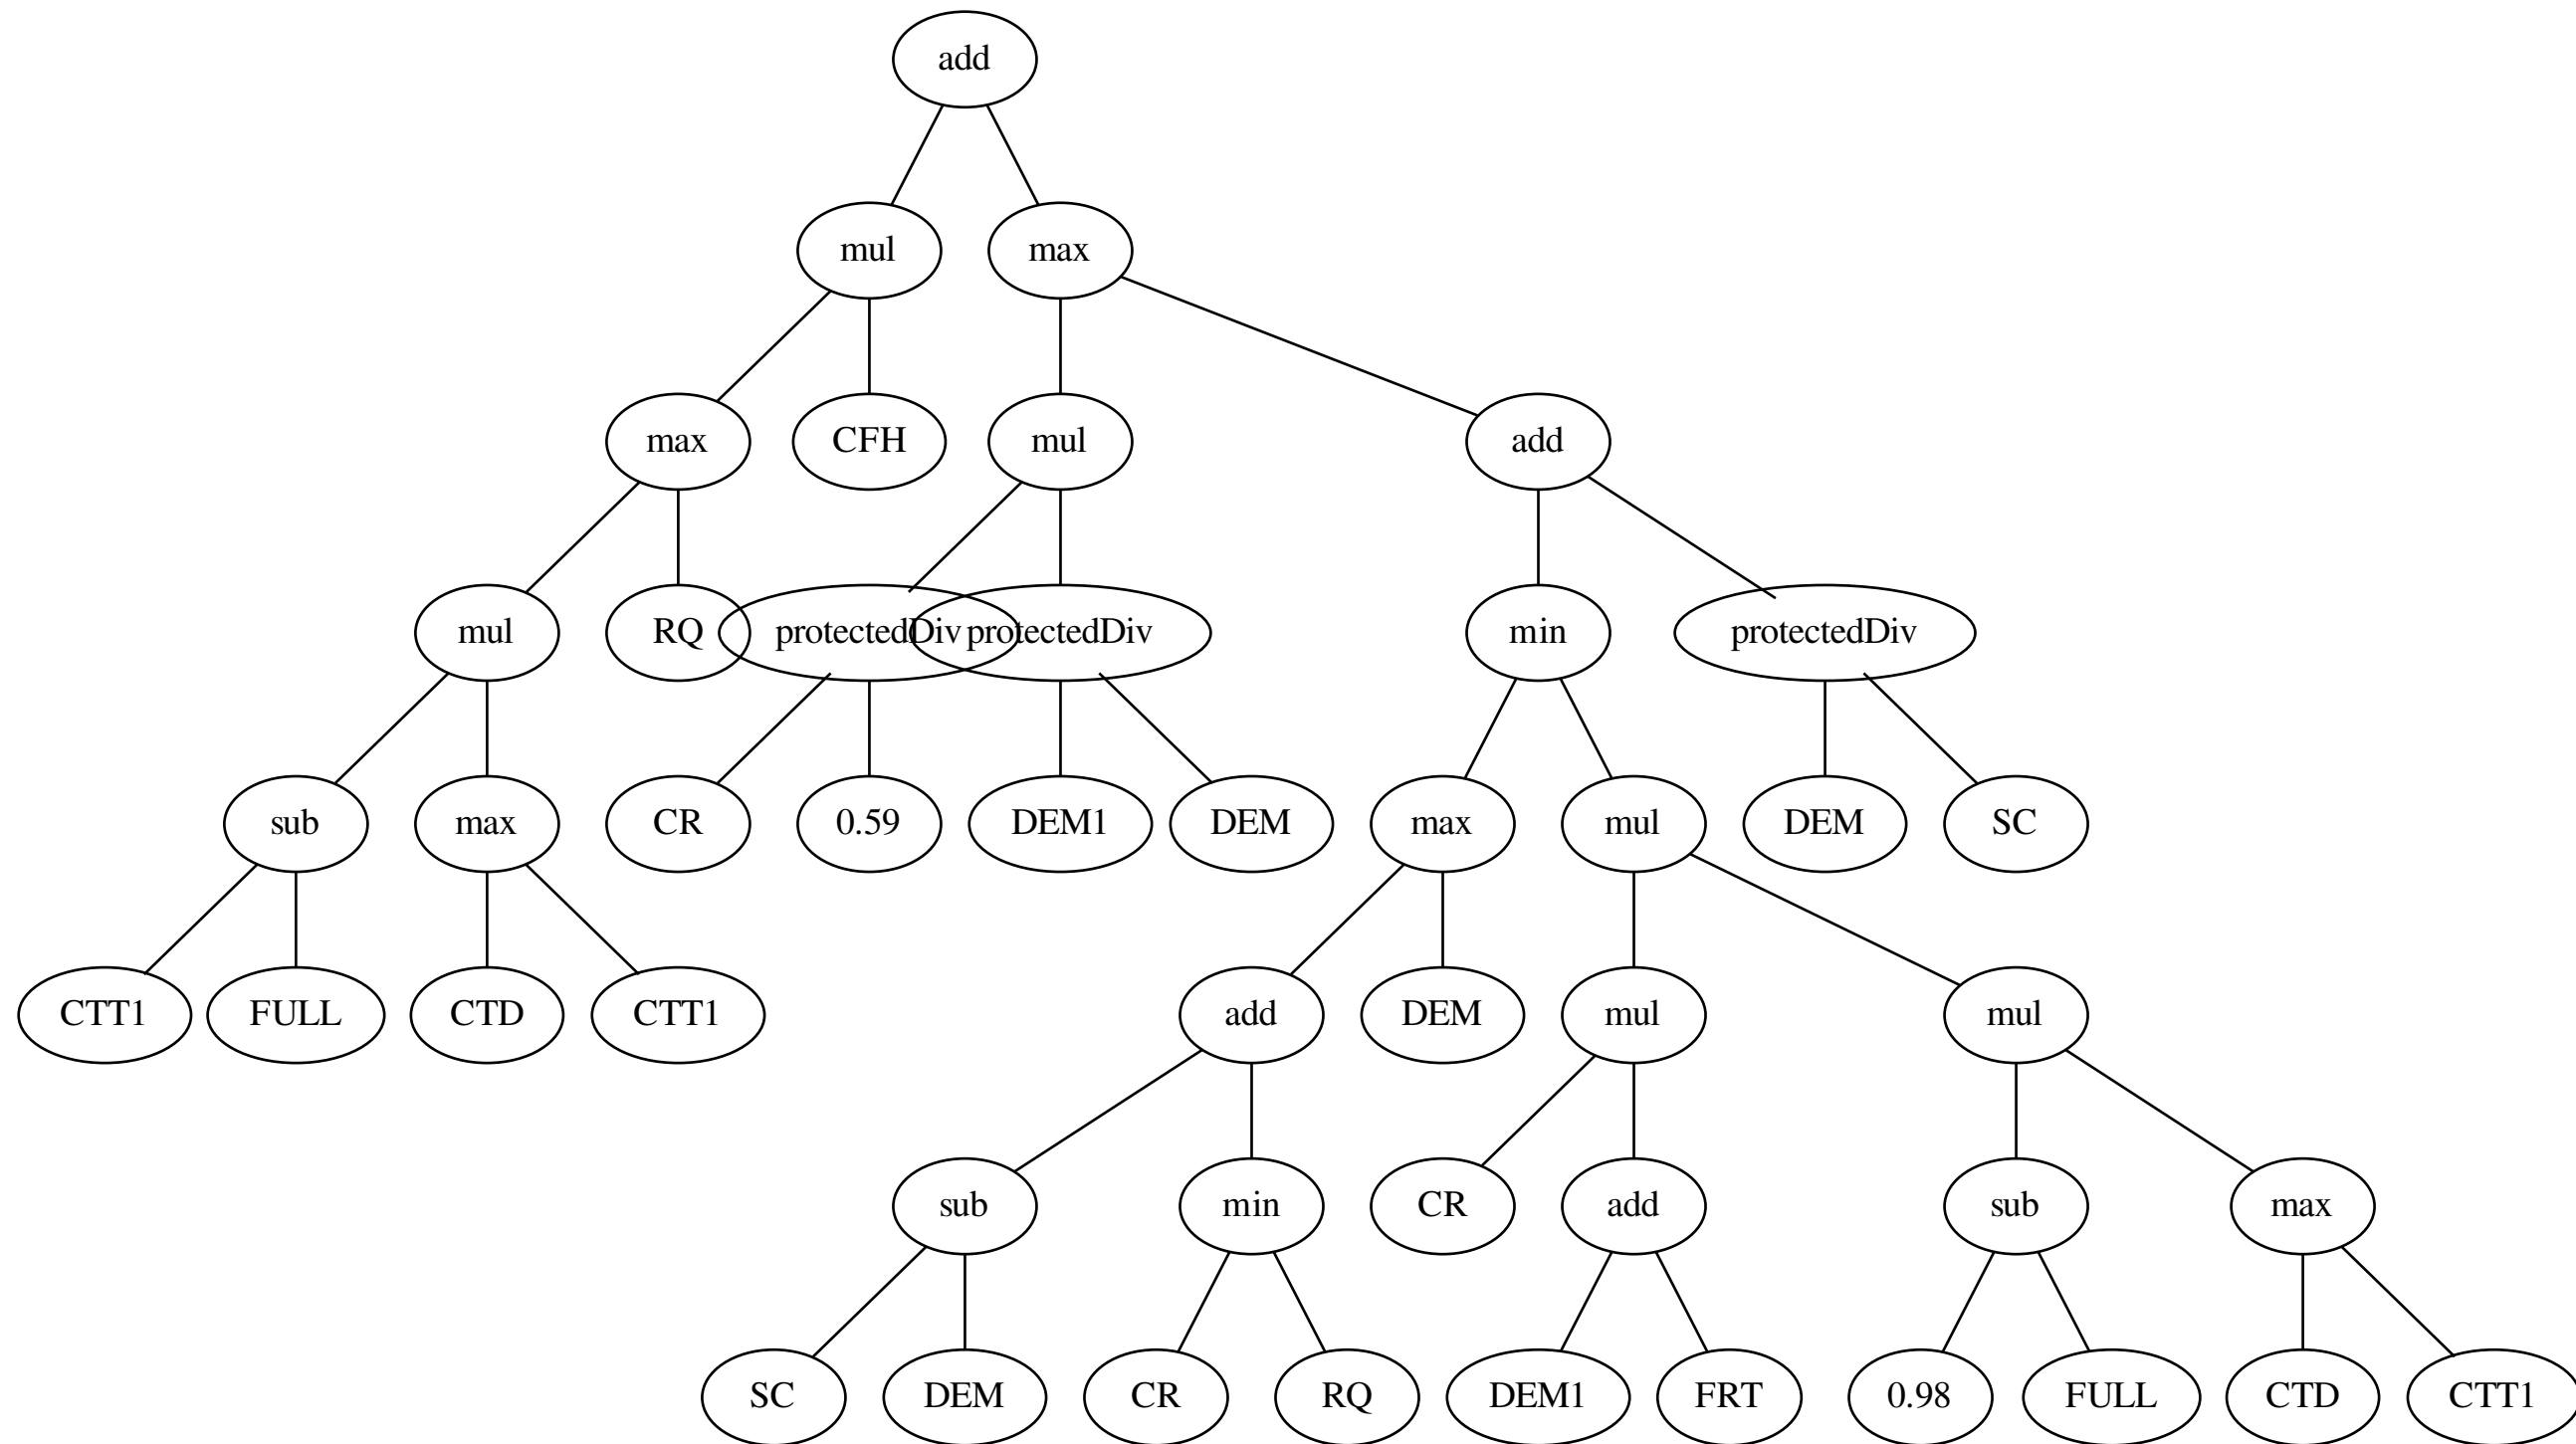 add
mul max
max CFH mul add
mul RQ protectedDiv protectedDiv min protectedDiv
sub max CR 0.59 DEM1 DEM max mul DEM SC
CTT1 FULL CTD CTT1 add DEM mul mul
sub min CR add sub max
SC DEM CR RQ DEM1 FRT 0.98 FULL CTD CTT1